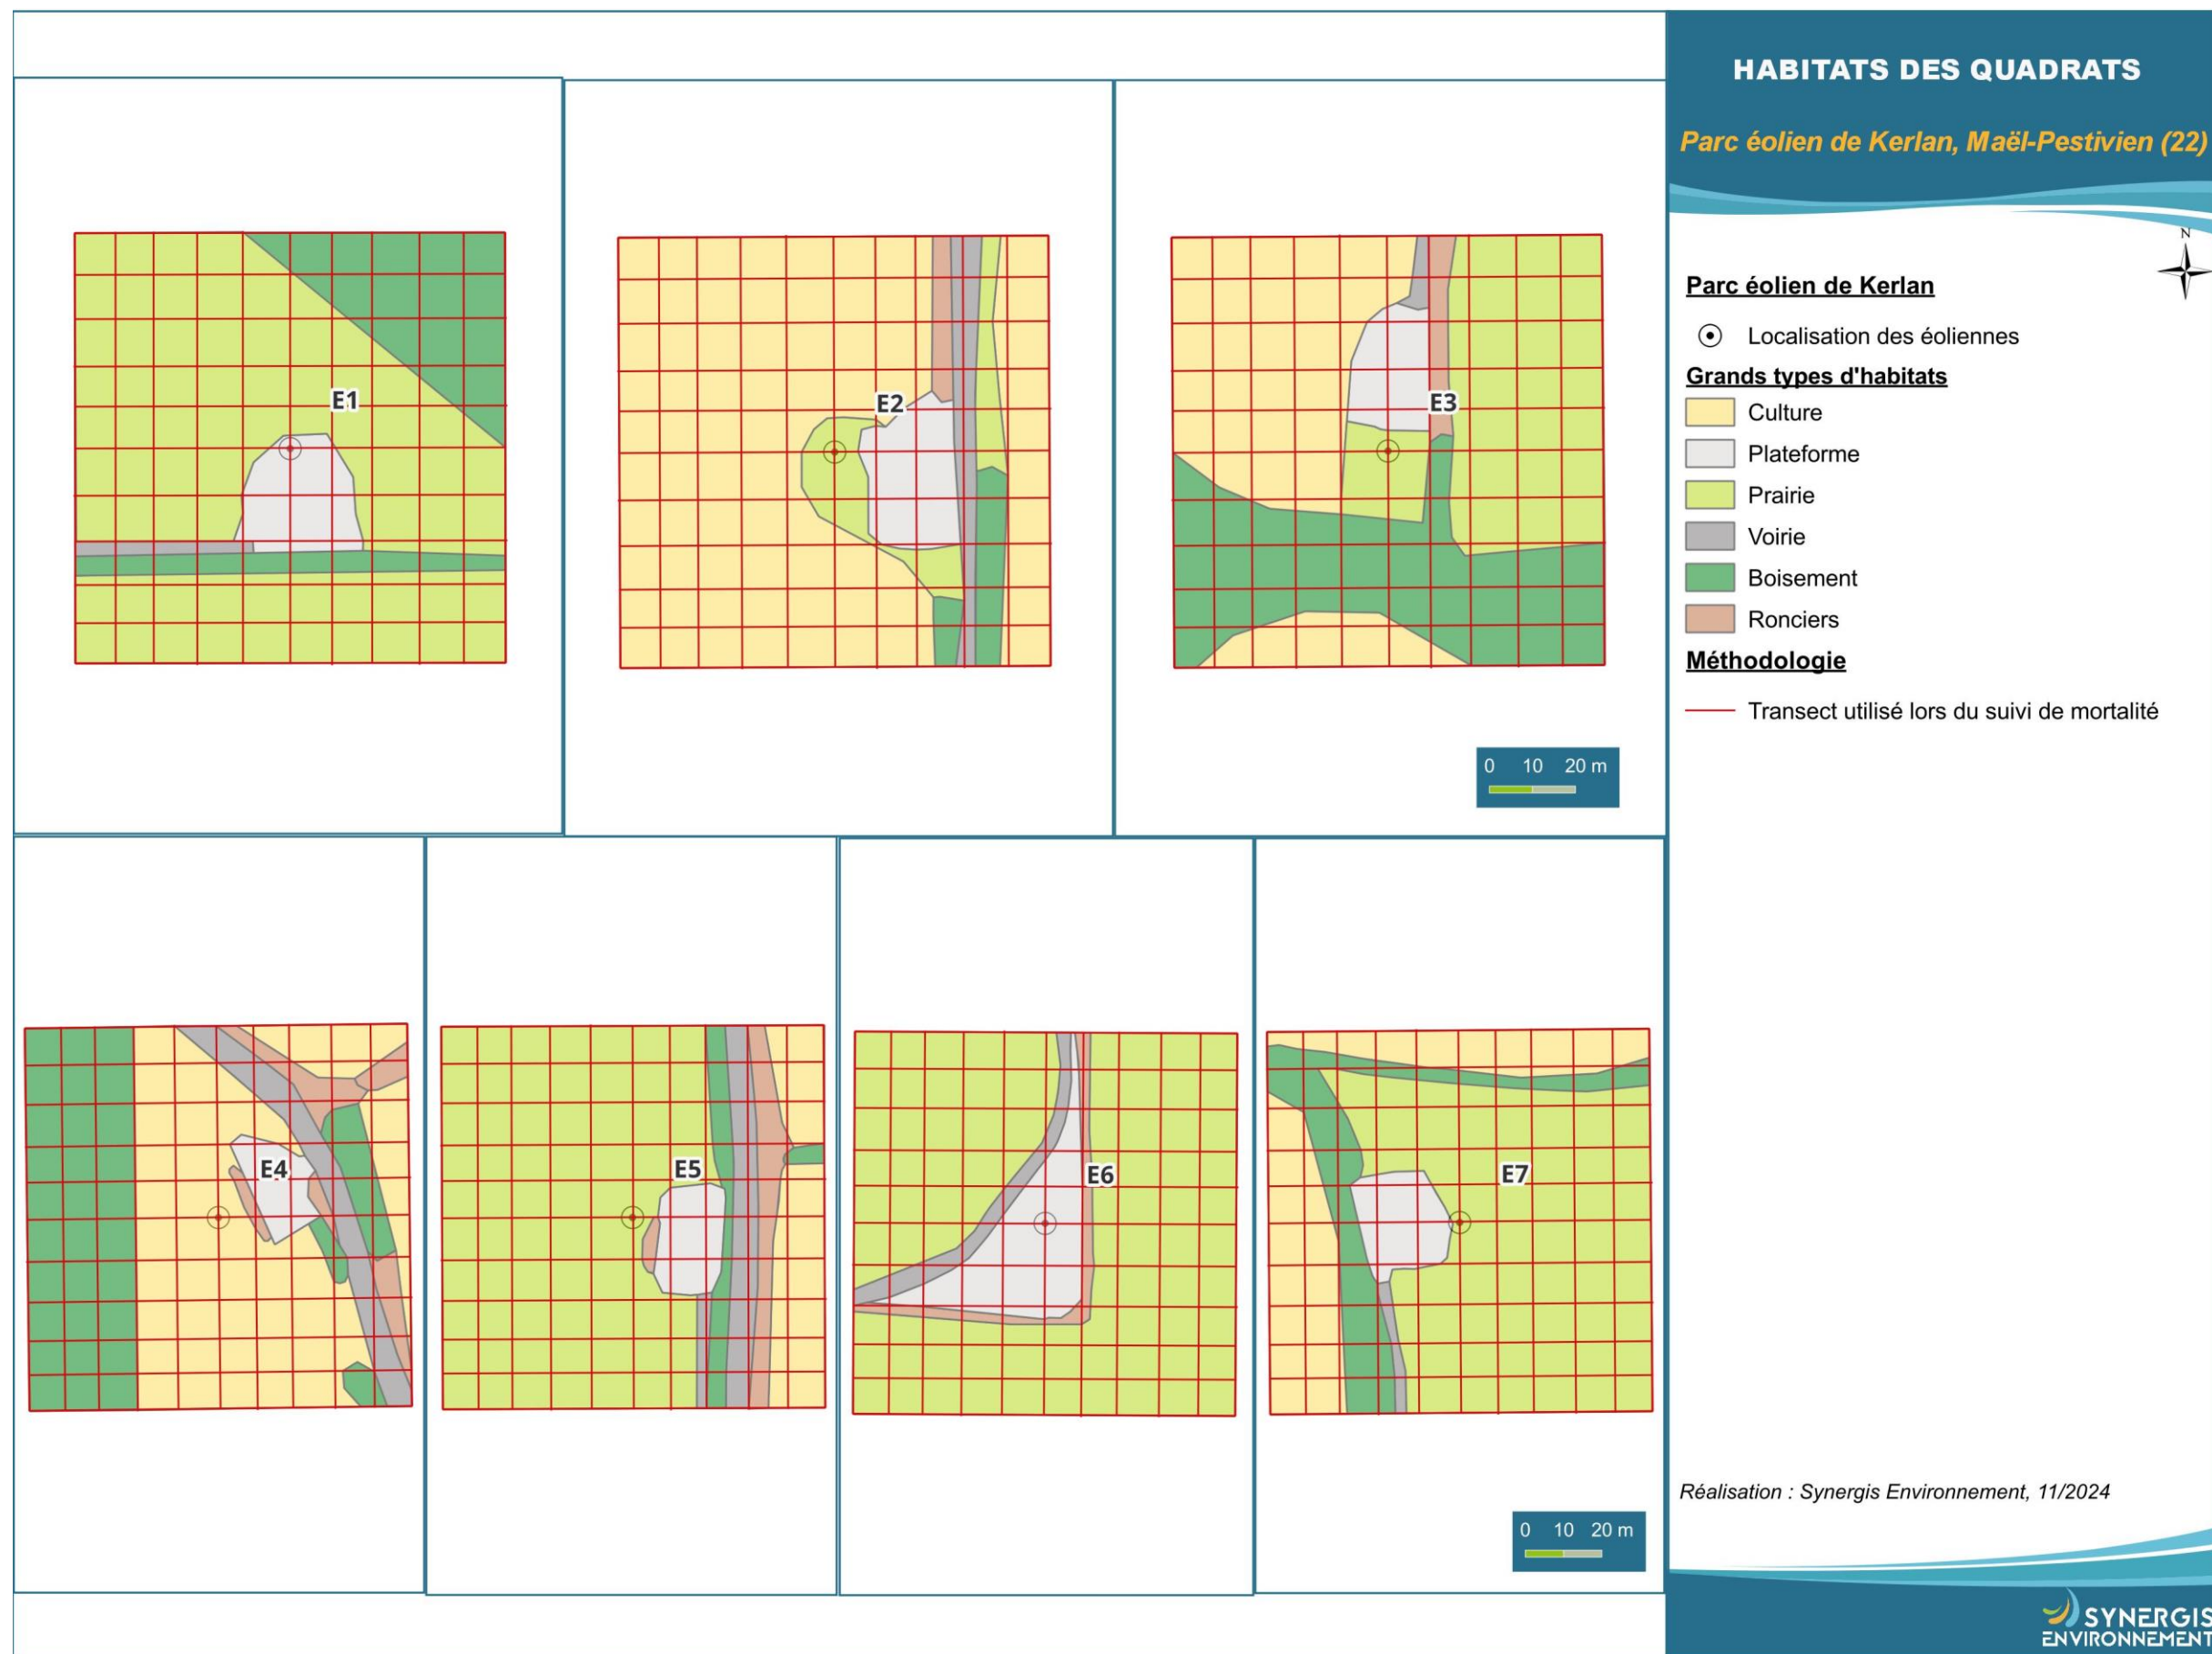 HABITATS DES QUADRATS
Parc éolien de Kerlan, Maël-Pestivien (22)
N
Parc éolien de Kerlan
Localisation des éoliennes
Grands types d'habitats
Culture
Plateforme
Prairie
Voirie
Boisement
Ronciers
Méthodologie
Transect utilisé lors du suivi de mortalité
E1
E2
E3
0 10 20 m
E4
E5
E6
E7
0 10 20 m
Réalisation : Synergis Environnement, 11/2024
SYNERGIS
ENVIRONNEMENT